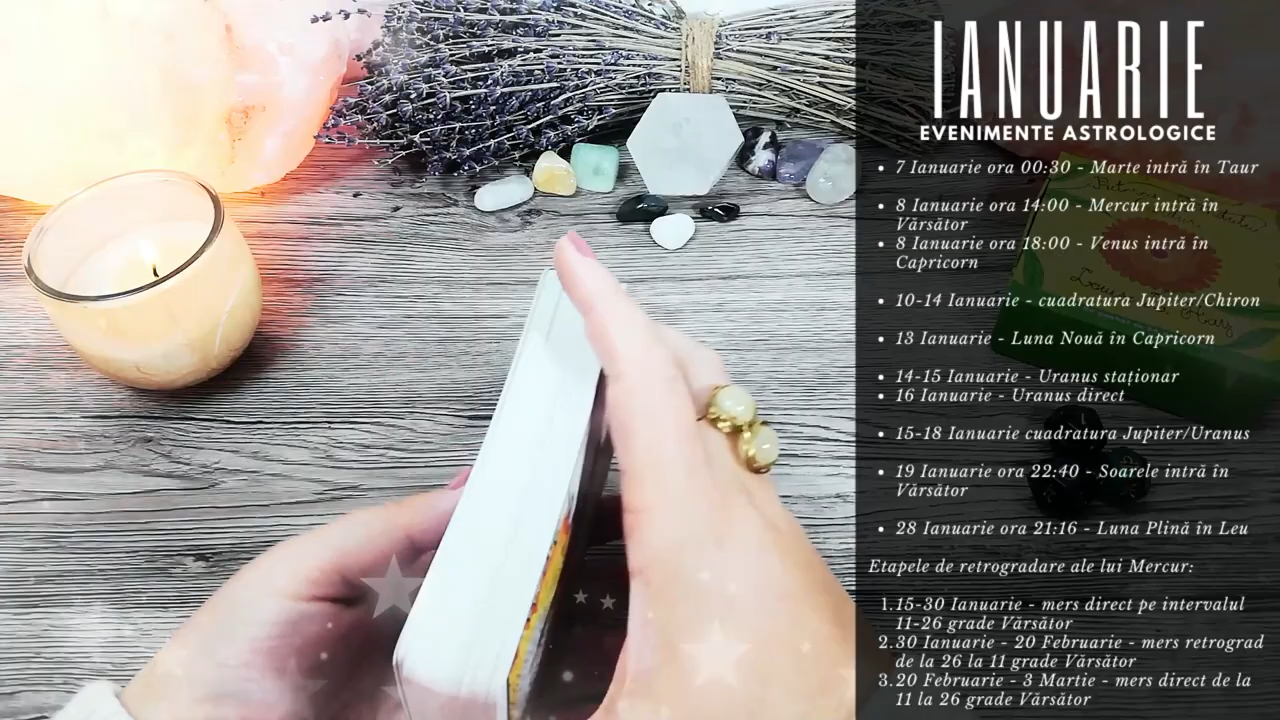 IANUARIE
EVENIMENTE ASTROLOGICE
• 7 Ianuarie ora 00:30 - Marte intră în Taur
• 8 Ianuarie ora 14:00 - Mercur intră în
Vărsător
• 8 Ianuarie ora 18:00 - Venus intră în
Capricorn
• 10-14 Ianuarie - cuadratura Jupiter/Chiron
• 13 Ianuarie - Luna Nouă în Capricorn
• 14-15 Ianuarie - Uranus staționar
• 16 Ianuarie - Uranus direct
• 15-18 Ianuarie cuadratura Jupiter/Uranus
• 19 Ianuarie ora 22:40 - Soarele intră în
Vărsător
• 28 Ianuarie ora 21:16 - Luna Plină în Leu
Etapele de retrogradare ale lui Mercur:
1.15-30 Ianuarie - mers direct pe intervalul
11-26 grade Vărsător
2.30 Ianuarie - 20 Februarie - mers retrograd
de la 26 la 11 grade Vărsător
3.20 Februarie - 3 Martie - mers direct de la
11 la 26 grade Vărsător